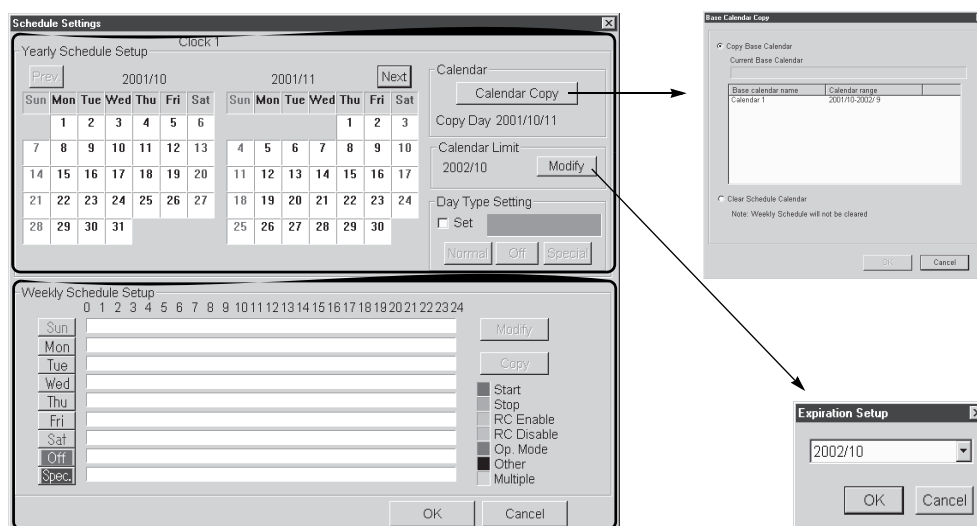 Schedule Settings
Clock 1
Yearly Schedule Setup
Prev.
2001/10
2001/11
Next
Sun Mon Tue Wed Thu Fri Sat
1 2 3 4 5 6
7 8 9 10 11 12 13
14 15 16 17 18 19 20
21 22 23 24 25 26 27
28 29 30 31
Sun Mon Tue Wed Thu Fri Sat
1 2 3
4 5 6 7 8 9 10
11 12 13 14 15 16 17
18 19 20 21 22 23 24
25 26 27 28 29 30
Calendar
Calendar Copy
Copy Day 2001/10/11
Calendar Limit
2002/10
Modify
Day Type Setting
Set
Normal Off Special
Weekly Schedule Setup
0 1 2 3 4 5 6 7 8 9 10 11 12 13 14 15 16 17 18 19 20 21 22 23 24
Sun
Mon
Tue
Wed
Thu
Fri
Sat
Off
Spec.
Modify
Copy
Start
Stop
RC Enable
RC Disable
Op. Mode
Other
Multiple
OK
Cancel
Base Calendar Copy
Copy Base Calendar
Current Base Calendar
Base calendar name Calendar range
Calendar 1 2001/10-2002/ 9
Clear Schedule Calendar
Note: Weekly Schedule will not be cleared
OK
Cancel
Expiration Setup
2002/10
OK
Cancel